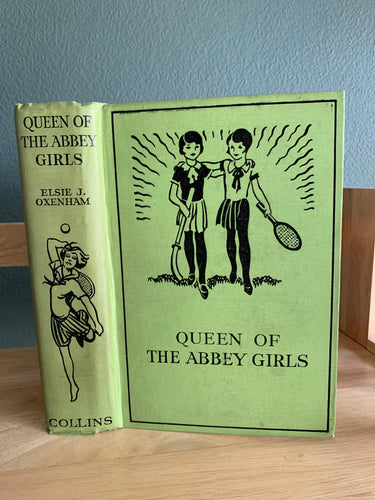 QUEEN OF
THE ABBEY
GIRLS
ELSIE J.
OXENHAM
COLLINS
QUEEN OF
THE ABBEY GIRLS